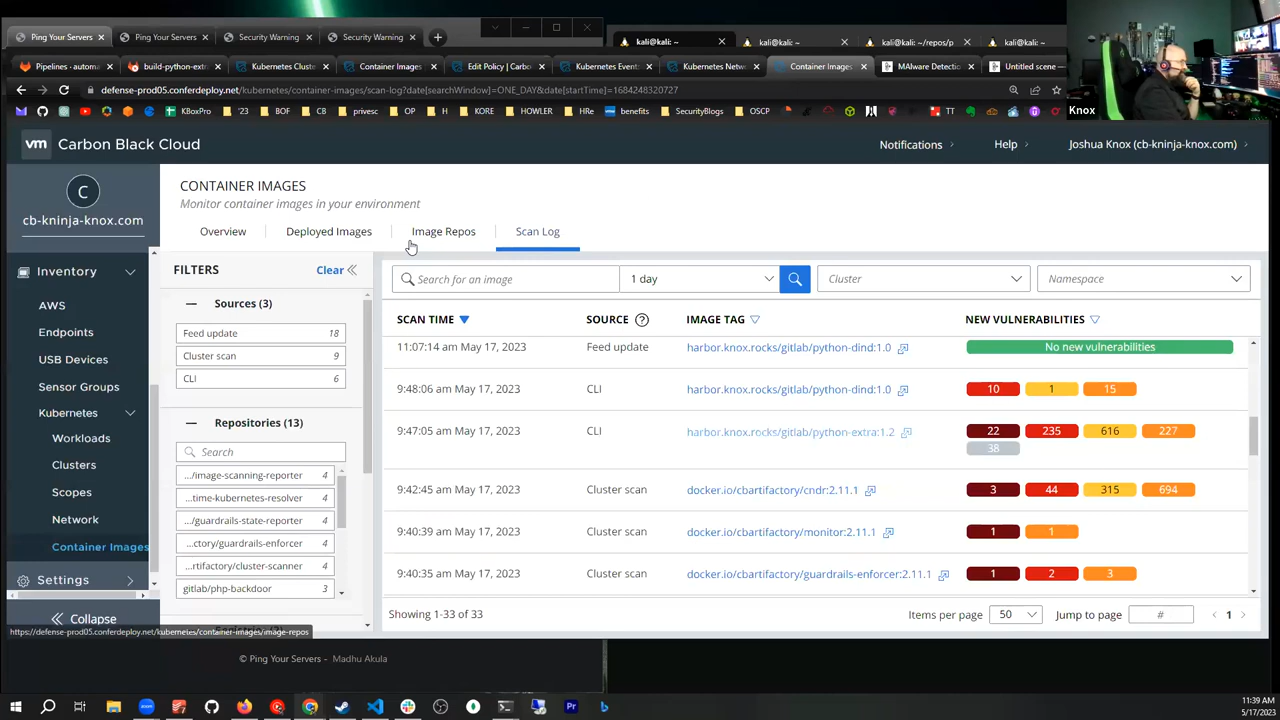 Ping Your Servers
Ping Your Servers
Security Warning
Security Warning
kali@kali: ~
kali@kali: ~
kali@kali: ~/repos/p
kali@kali: ~
Pipelines · automa
build-python-extr
Kubernetes Cluste
Container Images
Edit Policy | Carbo
Kubernetes Events
Kubernetes Netwo
Container Images
MAlware Detection
Untitled scene —
defense-prod05.conferdeploy.net/kubernetes/container-images/scan-log?date[searchWindow]=ONE_DAY&date[startTime]=1684248320727
KBxPro
'23
BOF
CB
privesc
OP
H
KORE
HOWLER
HRe
benefits
SecurityBlogs
OSCP
TT
Knox
vm
Carbon Black Cloud
Notifications
Help
Joshua Knox (cb-kninja-knox.com)
C
cb-kninja-knox.com
Inventory
AWS
Endpoints
USB Devices
Sensor Groups
Kubernetes
Workloads
Clusters
Scopes
Network
Container Images
Settings
Collapse
CONTAINER IMAGES
Monitor container images in your environment
Overview
Deployed Images
Image Repos
Scan Log
FILTERS
Clear
Sources (3)
Feed update 18
Cluster scan 9
CLI 6
Repositories (13)
Search
.../image-scanning-reporter 4
...time-kubernetes-resolver 4
.../guardrails-state-reporter 4
...ctory/guardrails-enforcer 4
...rtifactory/cluster-scanner 4
gitlab/php-backdoor 3
Search for an image
1 day
Cluster
Namespace
SCAN TIME SOURCE IMAGE TAG NEW VULNERABILITIES
11:07:14 am May 17, 2023 Feed update harbor.knox.rocks/gitlab/python-dind:1.0 No new vulnerabilities
9:48:06 am May 17, 2023 CLI harbor.knox.rocks/gitlab/python-dind:1.0 10 1 15
9:47:05 am May 17, 2023 CLI harbor.knox.rocks/gitlab/python-extra:1.2 22 235 616 227
38
9:42:45 am May 17, 2023 Cluster scan docker.io/cbartifactory/cndr:2.11.1 3 44 315 694
9:40:39 am May 17, 2023 Cluster scan docker.io/cbartifactory/monitor:2.11.1 1 1
9:40:35 am May 17, 2023 Cluster scan docker.io/cbartifactory/guardrails-enforcer:2.11.1 1 2 3
Showing 1-33 of 33
Items per page 50
Jump to page #
1
https://defense-prod05.conferdeploy.net/kubernetes/container-images/image-repos
© Ping Your Servers - Madhu Akula
11:39 AM
5/17/2023